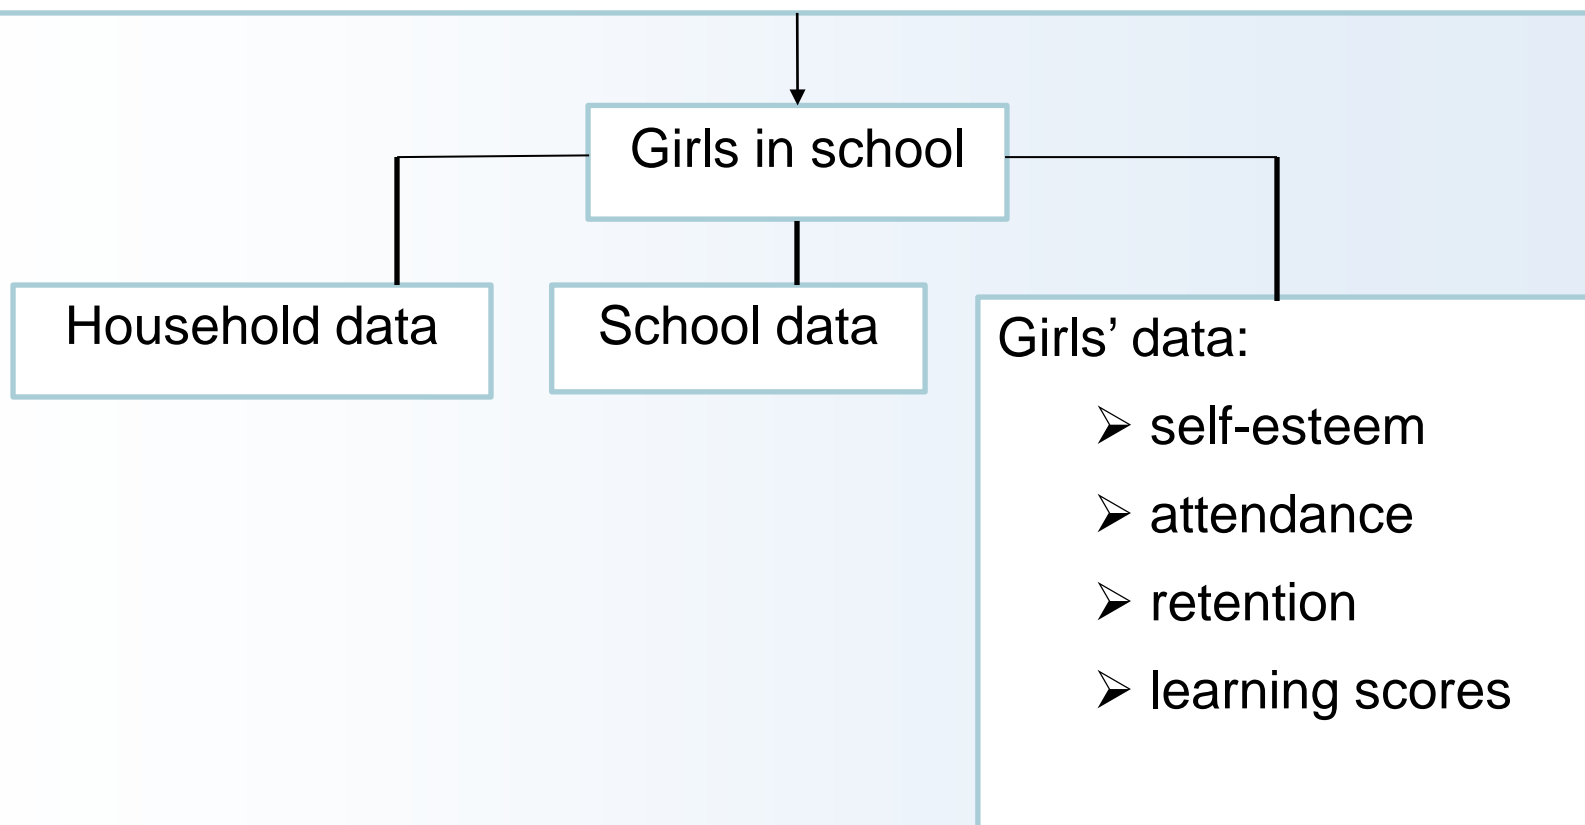 Girls in school
Household data
School data
Girls’ data:
➢ self-esteem
➢ attendance
➢ retention
➢ learning scores